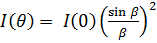 I(θ) = I(0)(sin β / β)²